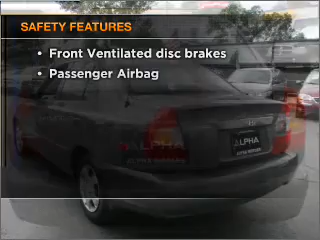 SAFETY FEATURES
• Front Ventilated disc brakes
• Passenger Airbag
ALPHA